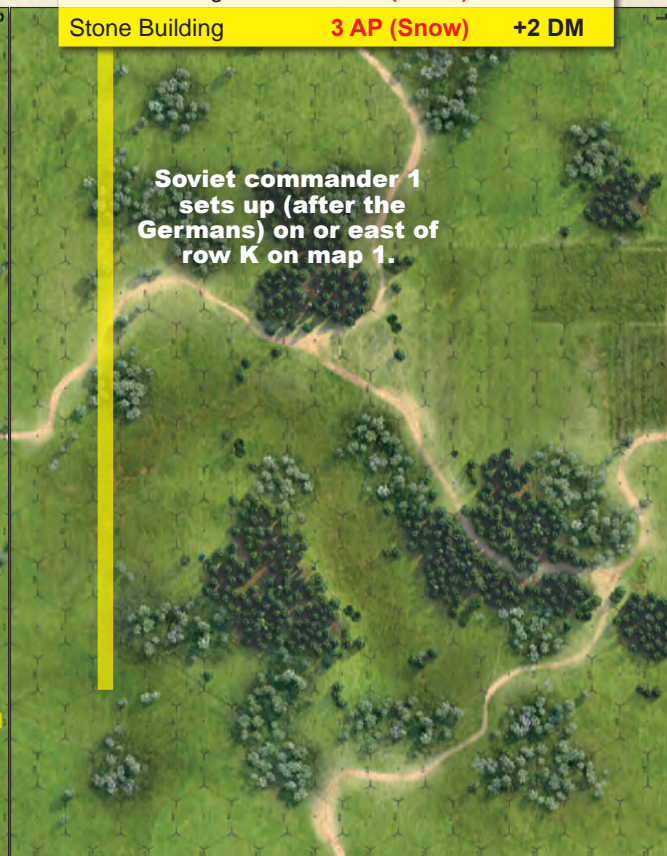 Stone Building 3 AP (Snow) +2 DM
Soviet commander 1
sets up (after the
Germans) on or east of
row K on map 1.